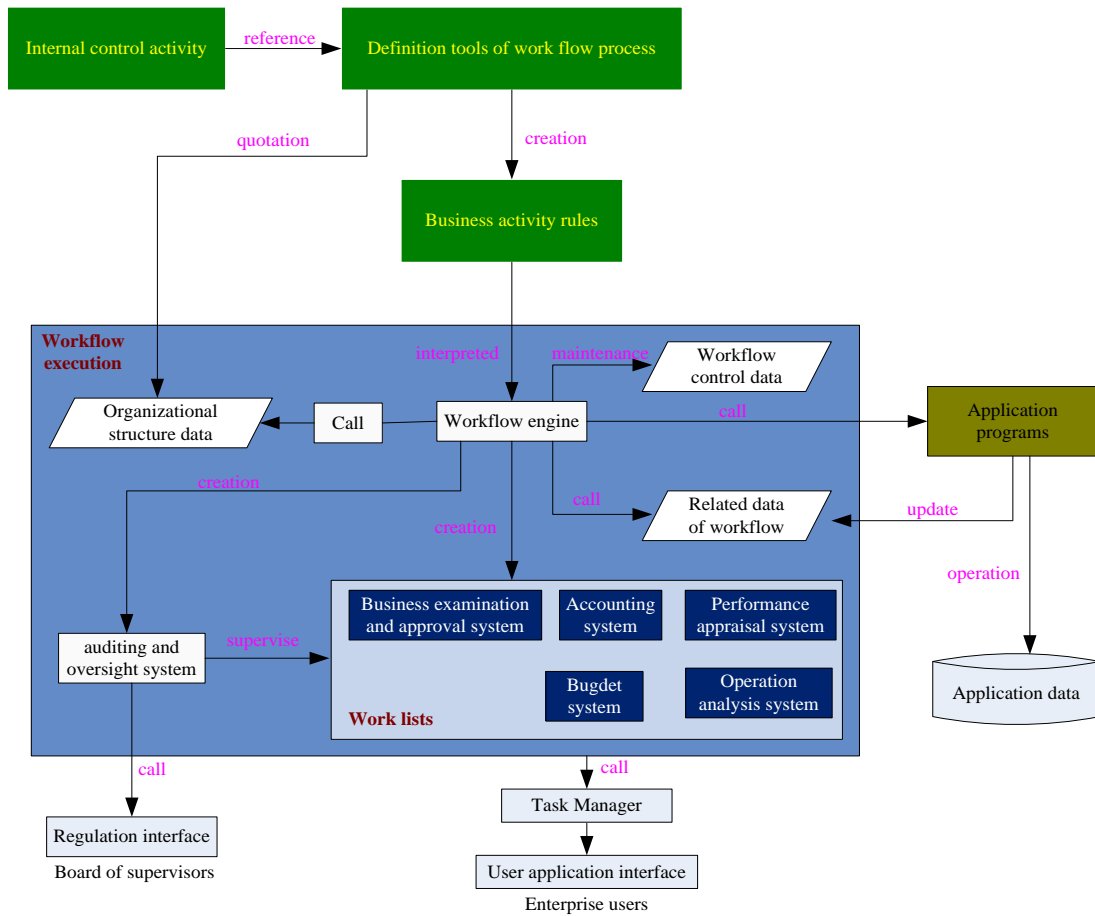 Internal control activity
reference
Definition tools of work flow process
quotation
creation
Business activity rules
Workflow
execution
interpreted
maintenance
Workflow
control data
Organizational
structure data
Call
Workflow engine
call
Application
programs
creation
creation
call
Related data
of workflow
update
operation
Business examination
and approval system
Accounting
system
Performance
appraisal system
auditing and
oversight system
supervise
Bugdet
system
Operation
analysis system
Work lists
Application data
call
call
Task Manager
Regulation interface
Board of supervisors
User application interface
Enterprise users